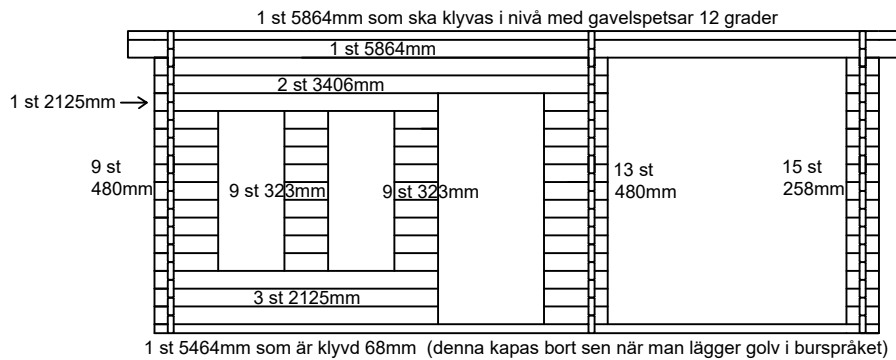 1 st 5864mm som ska klyvas i nivå med gavelspetsar 12 grader
1 st 5864mm
2 st 3406mm
1 st 2125mm
9 st
480mm
9 st 323mm
9 st 323mm
13 st
480mm
15 st
258mm
3 st 2125mm
1 st 5464mm som är klyvd 68mm (denna kapas bort sen när man lägger golv i burspråket)